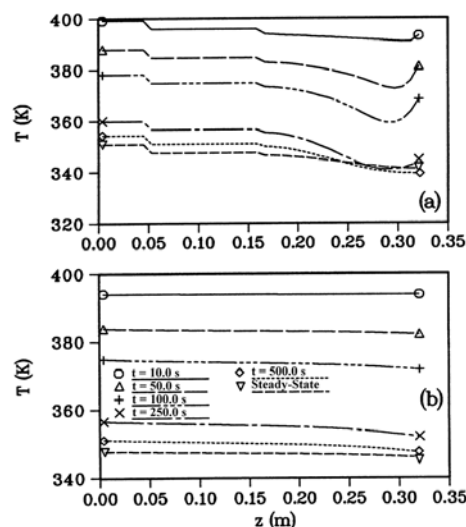 400
380
360
340
320
T (K)
(a)
0.00 0.05 0.10 0.15 0.20 0.25 0.30 0.35
400
380
360
340
T (K)
t = 10.0 s
t = 50.0 s
t = 100.0 s
t = 250.0 s
t = 500.0 s
Steady-State
(b)
0.00 0.05 0.10 0.15 0.20 0.25 0.30 0.35
z (m)